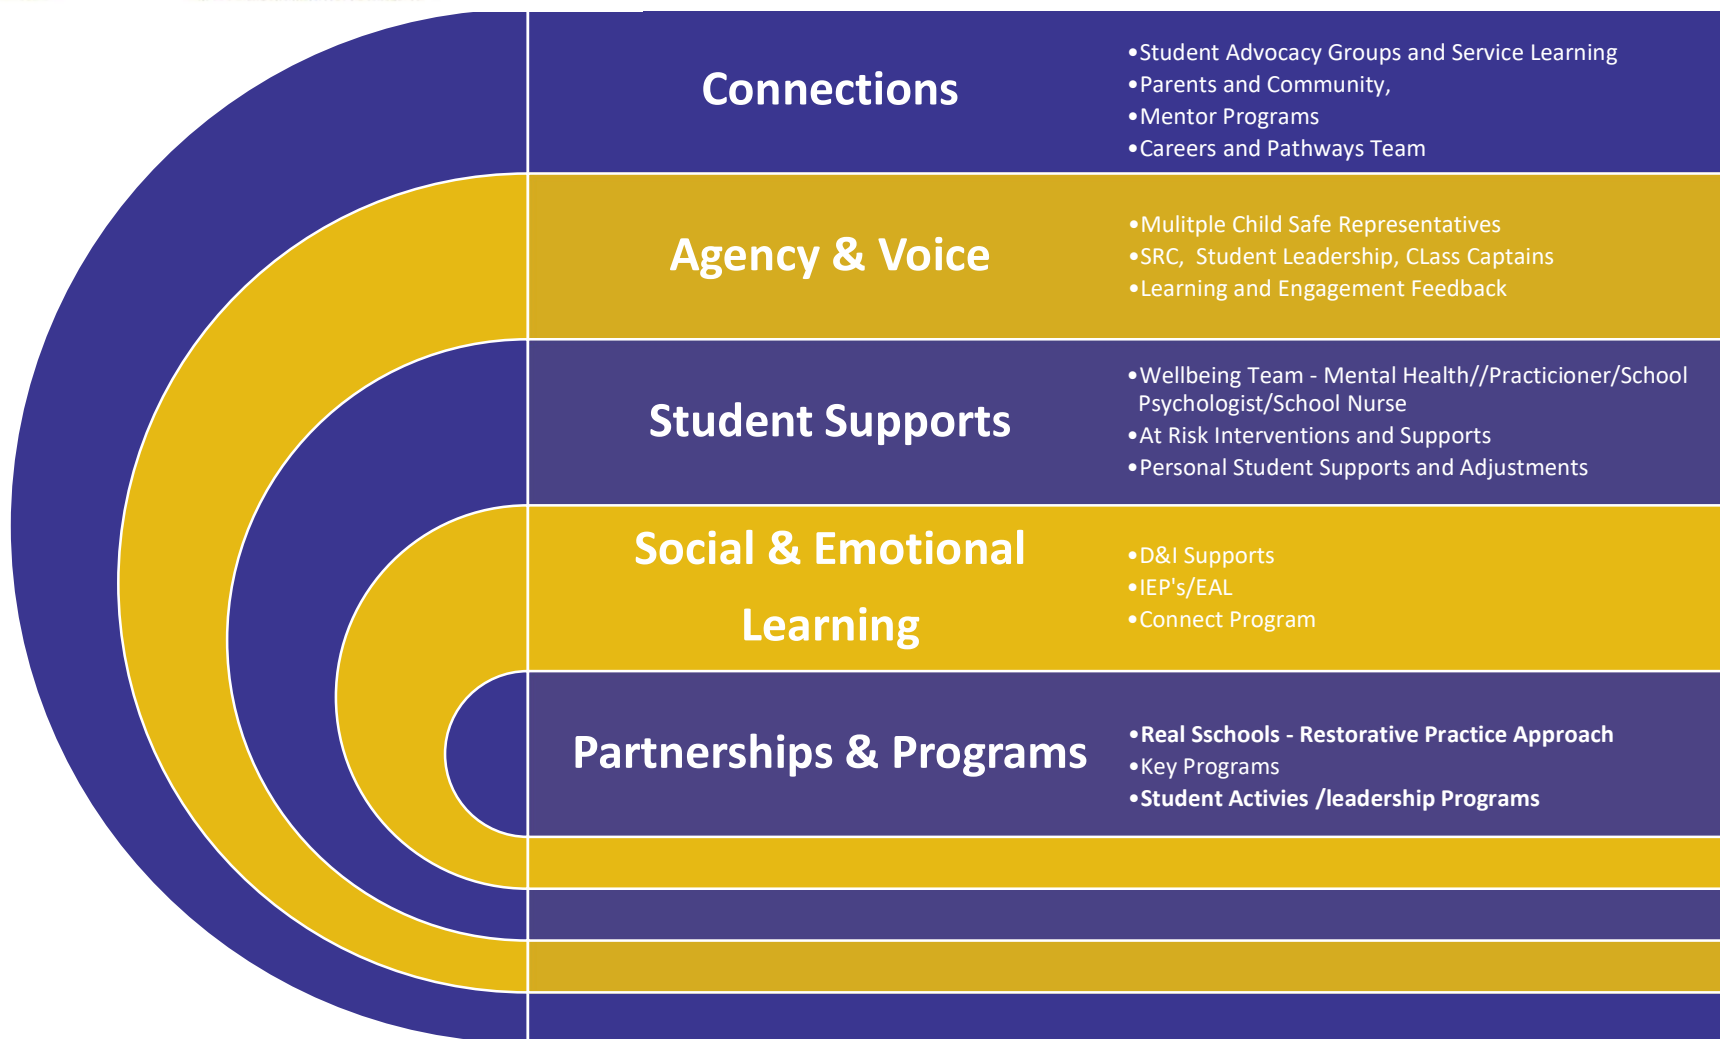 Connections
•Student Advocacy Groups and Service Learning
•Parents and Community,
•Mentor Programs
•Careers and Pathways Team
Agency & Voice
•Mulitple Child Safe Representatives
•SRC,  Student Leadership, CLass Captains
•Learning and Engagement Feedback
Student Supports
•Wellbeing Team - Mental Health//Practicioner/School
Psychologist/School Nurse
•At Risk Interventions and Supports
•Personal Student Supports and Adjustments
Social & Emotional
Learning
•D&I Supports
•IEP's/EAL
•Connect Program
Partnerships & Programs
•Real Sschools - Restorative Practice Approach
•Key Programs
•Student Activies /leadership Programs